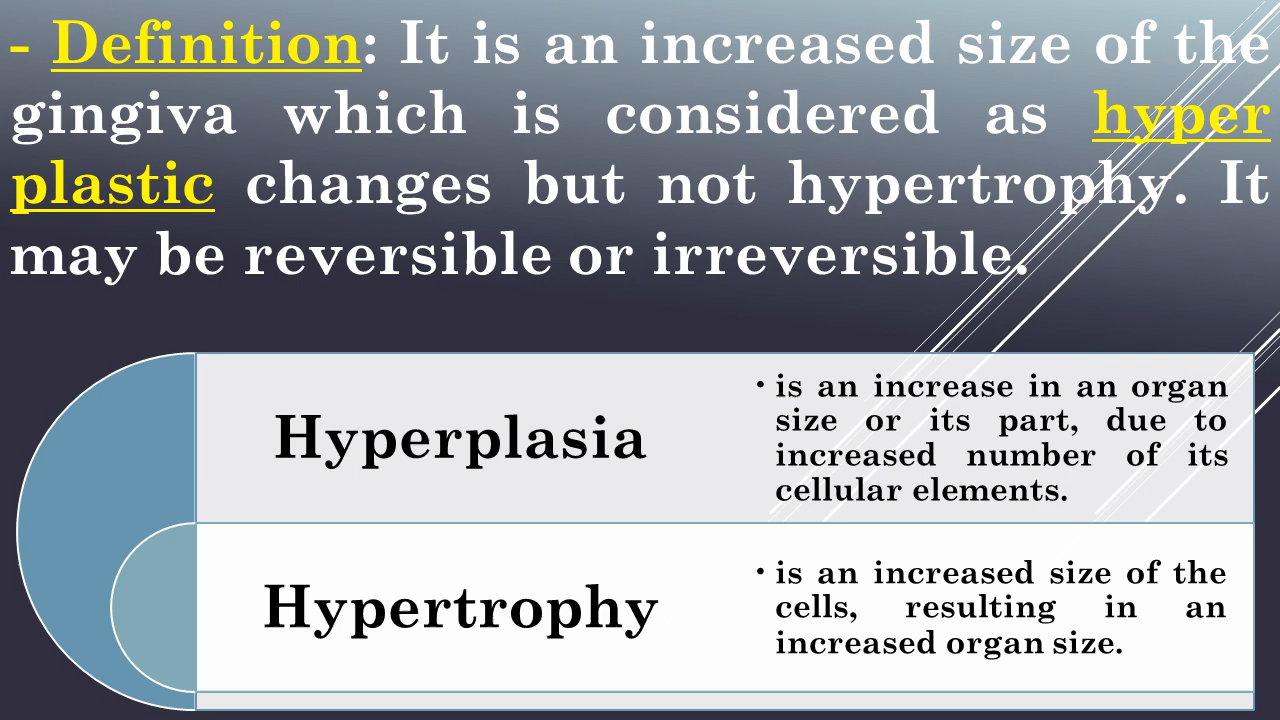 - Definition: It is an increased size of the
gingiva which is considered as hyper
plastic changes but not hypertrophy. It
may be reversible or irreversible.
Hyperplasia
• is an increase in an organ
size or its part, due to
increased number of its
cellular elements.
Hypertrophy
• is an increased size of the
cells, resulting in an
increased organ size.